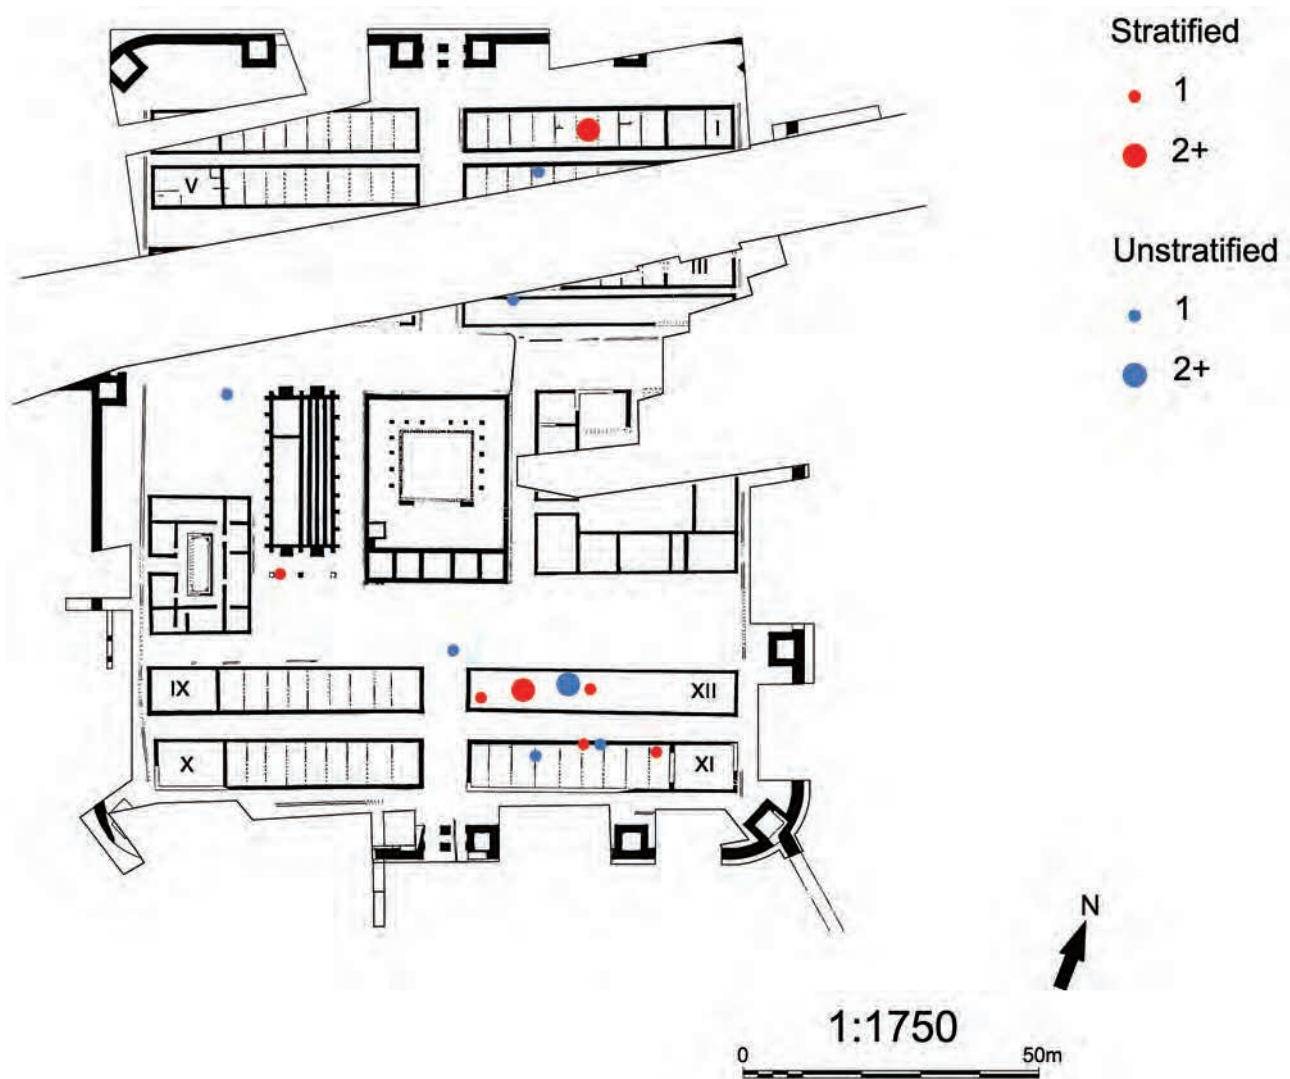 Stratified
1
2+
Unstratified
1
2+
I
V
III
IX
XII
X
XI
N
1:1750
0 50m